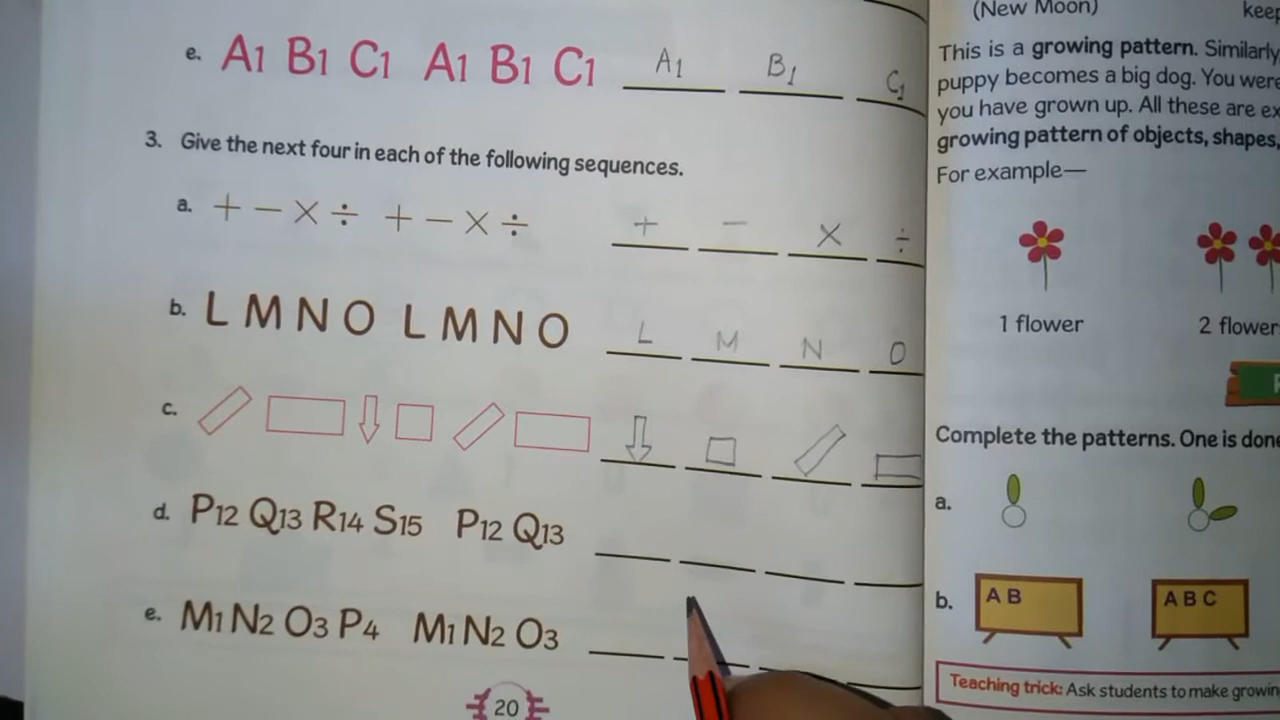 e. A1 B1 C1 A1 B1 C1 A1 B1 C1
3. Give the next four in each of the following sequences.
a. + − × ÷ + − × ÷ + − × ÷
b. L M N O L M N O L M N O
c.
d. P12 Q13 R14 S15 P12 Q13
e. M1 N2 O3 P4 M1 N2 O3
20
(New Moon)
This is a growing pattern. Similarly
puppy becomes a big dog. You were
you have grown up. All these are
growing pattern of objects, shapes,
For example—
1 flower 2 flower
Complete the patterns. One is done
a.
b. A B A B C
Teaching trick: Ask students to make